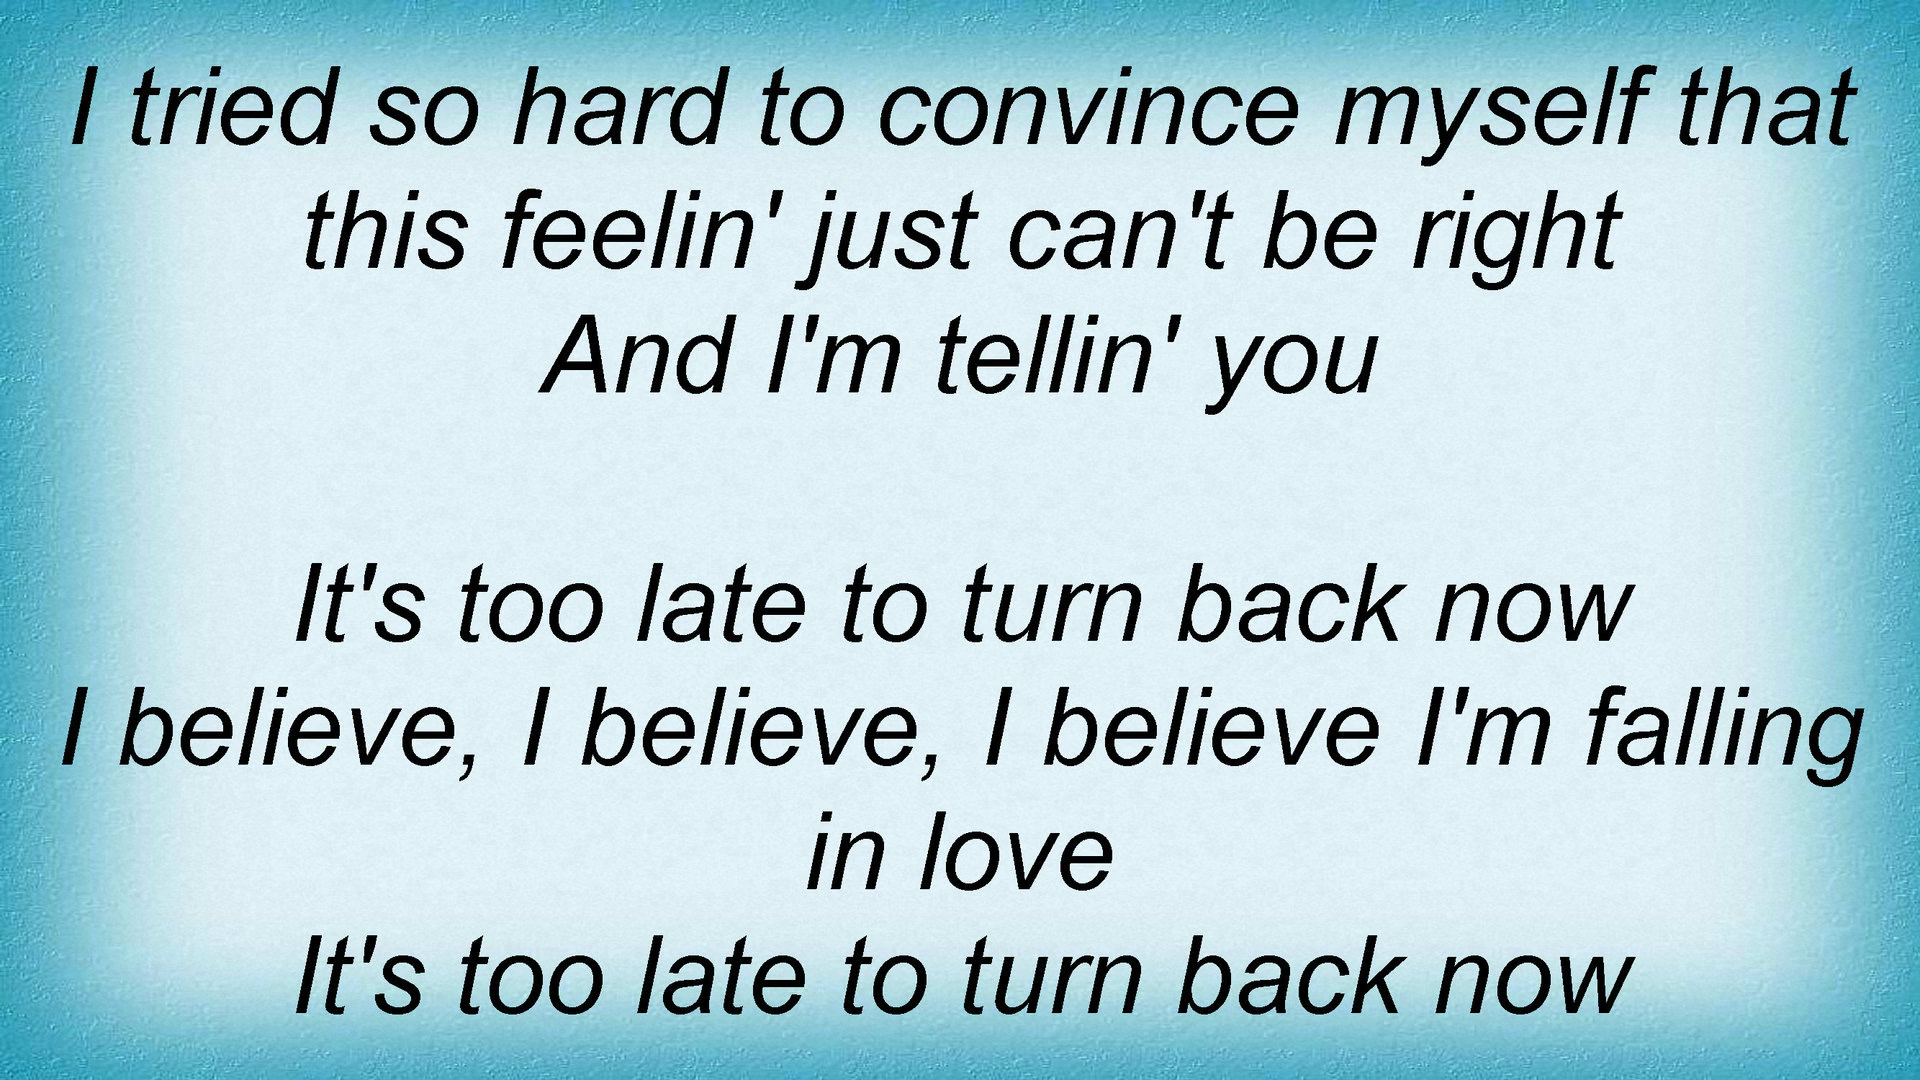 I tried so hard to convince myself that
this feelin' just can't be right
And I'm tellin' you
It's too late to turn back now
I believe, I believe, I believe I'm falling
in love
It's too late to turn back now